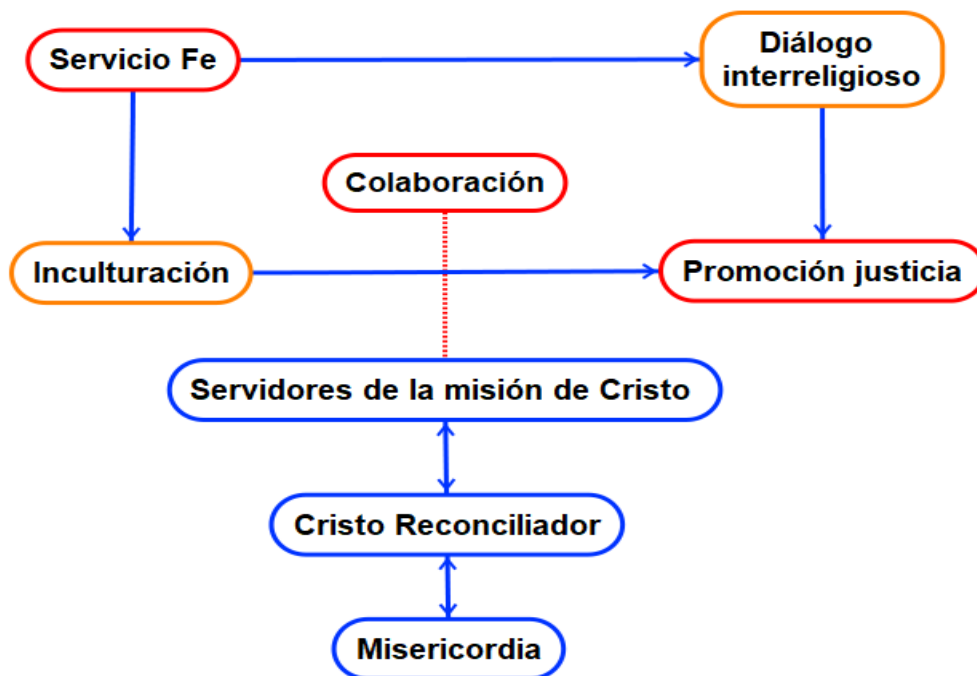 Servicio Fe
Diálogo
interreligioso
Colaboración
Inculturación
Promoción justicia
Servidores de la misión de Cristo
Cristo Reconciliador
Misericordia